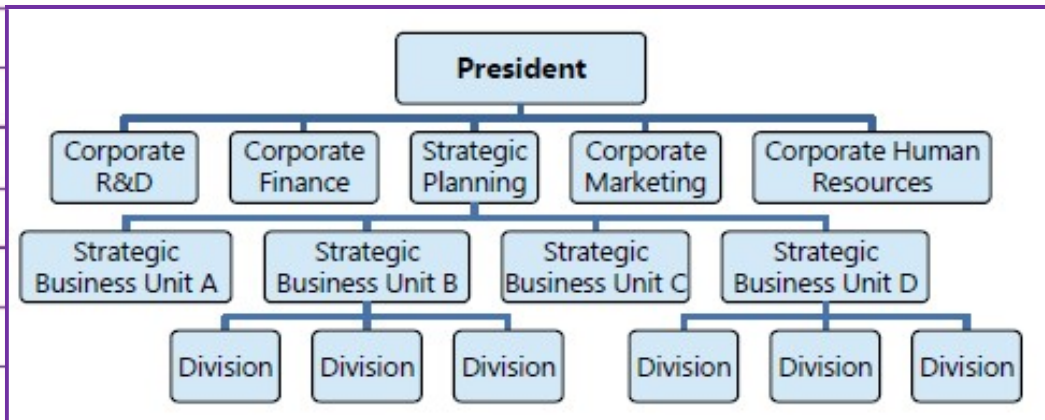 President
Corporate
R&D
Corporate
Finance
Strategic
Planning
Corporate
Marketing
Corporate Human
Resources
Strategic
Business Unit A
Strategic
Business Unit B
Strategic
Business Unit C
Strategic
Business Unit D
Division
Division
Division
Division
Division
Division